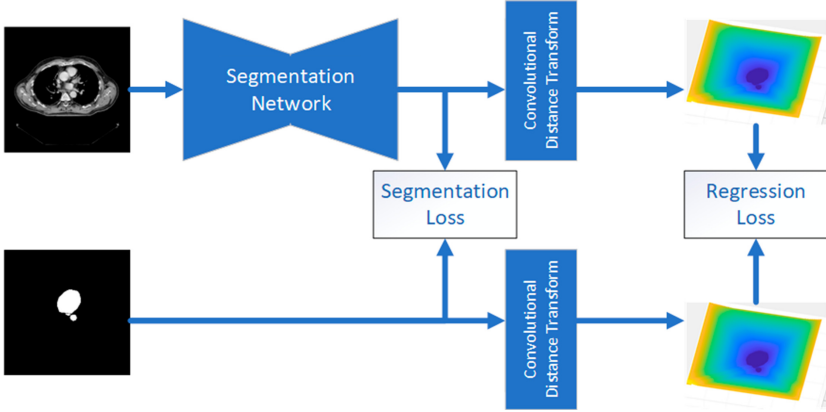 Segmentation
Network
Convolutional
Distance Transform
Segmentation
Loss
Regression
Loss
Convolutional
Distance Transform